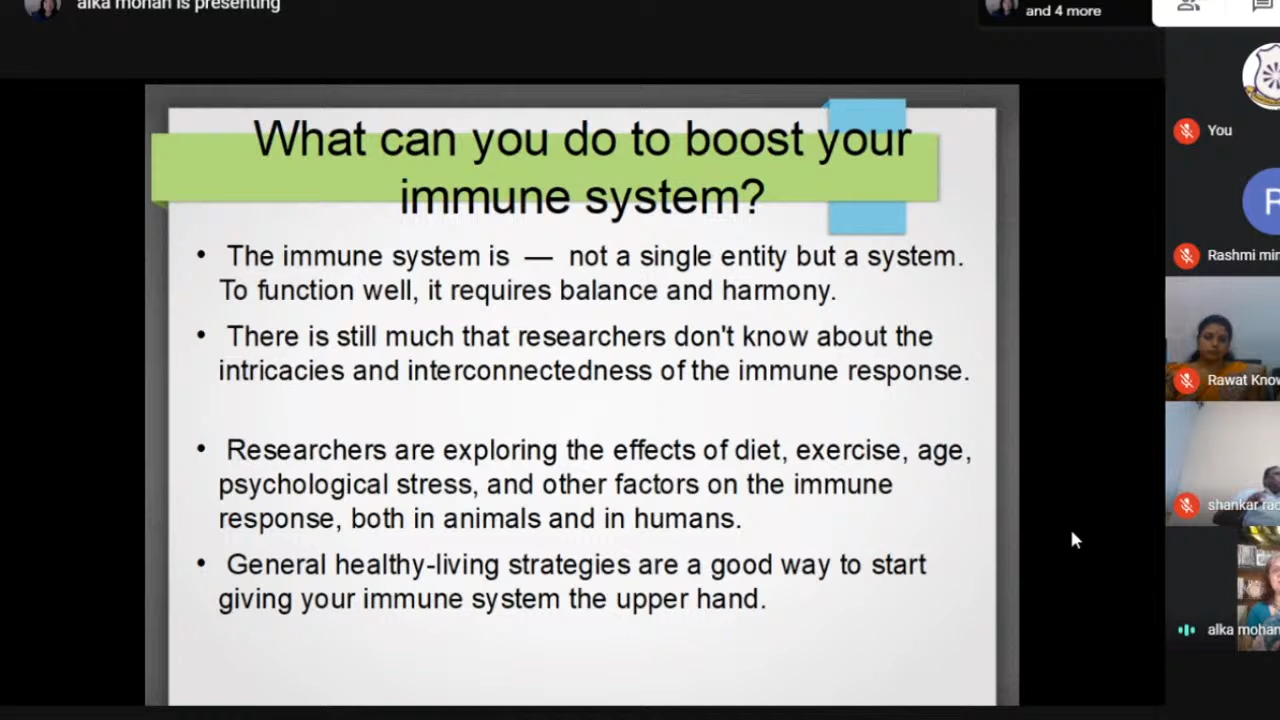 alka mohan is presenting
and 4 more
What can you do to boost your
immune system?
• The immune system is — not a single entity but a system.
To function well, it requires balance and harmony.
• There is still much that researchers don't know about the
intricacies and interconnectedness of the immune response.
• Researchers are exploring the effects of diet, exercise, age,
psychological stress, and other factors on the immune
response, both in animals and in humans.
• General healthy-living strategies are a good way to start
giving your immune system the upper hand.
You
R
Rashmi
Rawat
shankar
alka mohan